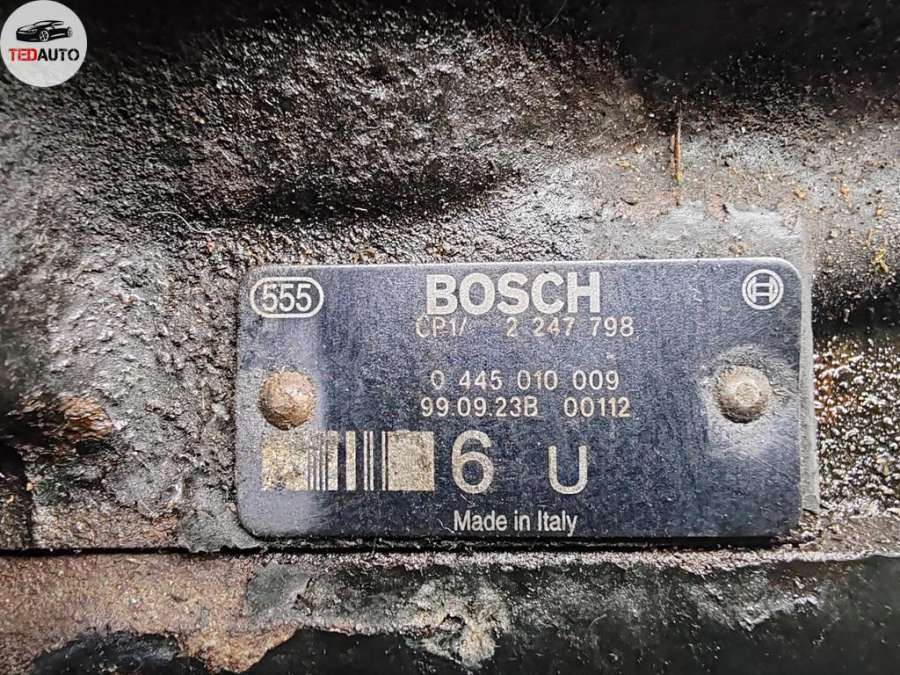 TEDAUTO
555
BOSCH
CP1/ 2 247 798
0 445 010 009
99.09.23B 00112
6 U
Made in Italy